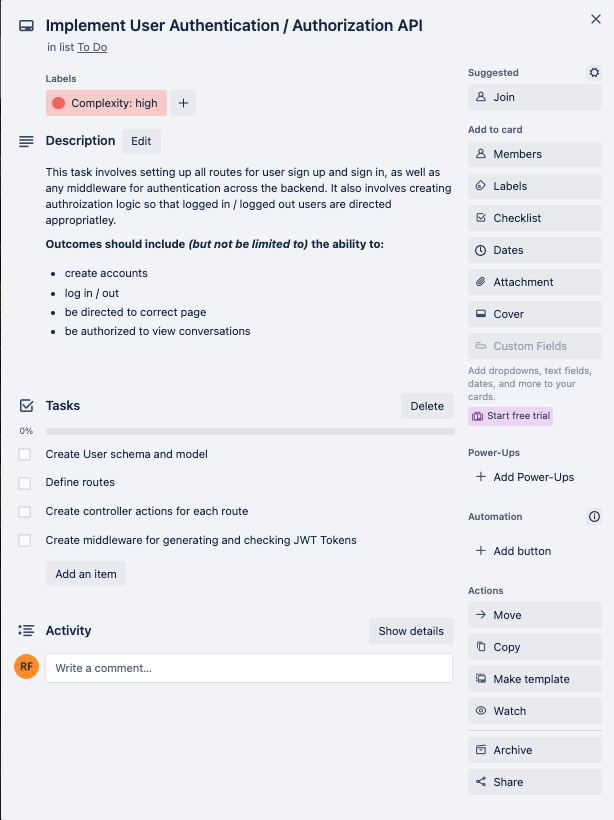 Implement User Authentication / Authorization API
in list To Do
Labels
Complexity: high
Description
Edit
This task involves setting up all routes for user sign up and sign in, as well as
any middleware for authentication across the backend. It also involves creating
authroization logic so that logged in / logged out users are directed
appropriatley.
Outcomes should include (but not be limited to) the ability to:
create accounts
log in / out
be directed to correct page
be authorized to view conversations
Tasks
Delete
0%
Create User schema and model
Define routes
Create controller actions for each route
Create middleware for generating and checking JWT Tokens
Add an item
Activity
Show details
RF
Write a comment...
Suggested
Join
Add to card
Members
Labels
Checklist
Dates
Attachment
Cover
Custom Fields
Add dropdowns, text fields,
dates, and more to your
cards.
Start free trial
Power-Ups
Add Power-Ups
Automation
Add button
Actions
Move
Copy
Make template
Watch
Archive
Share